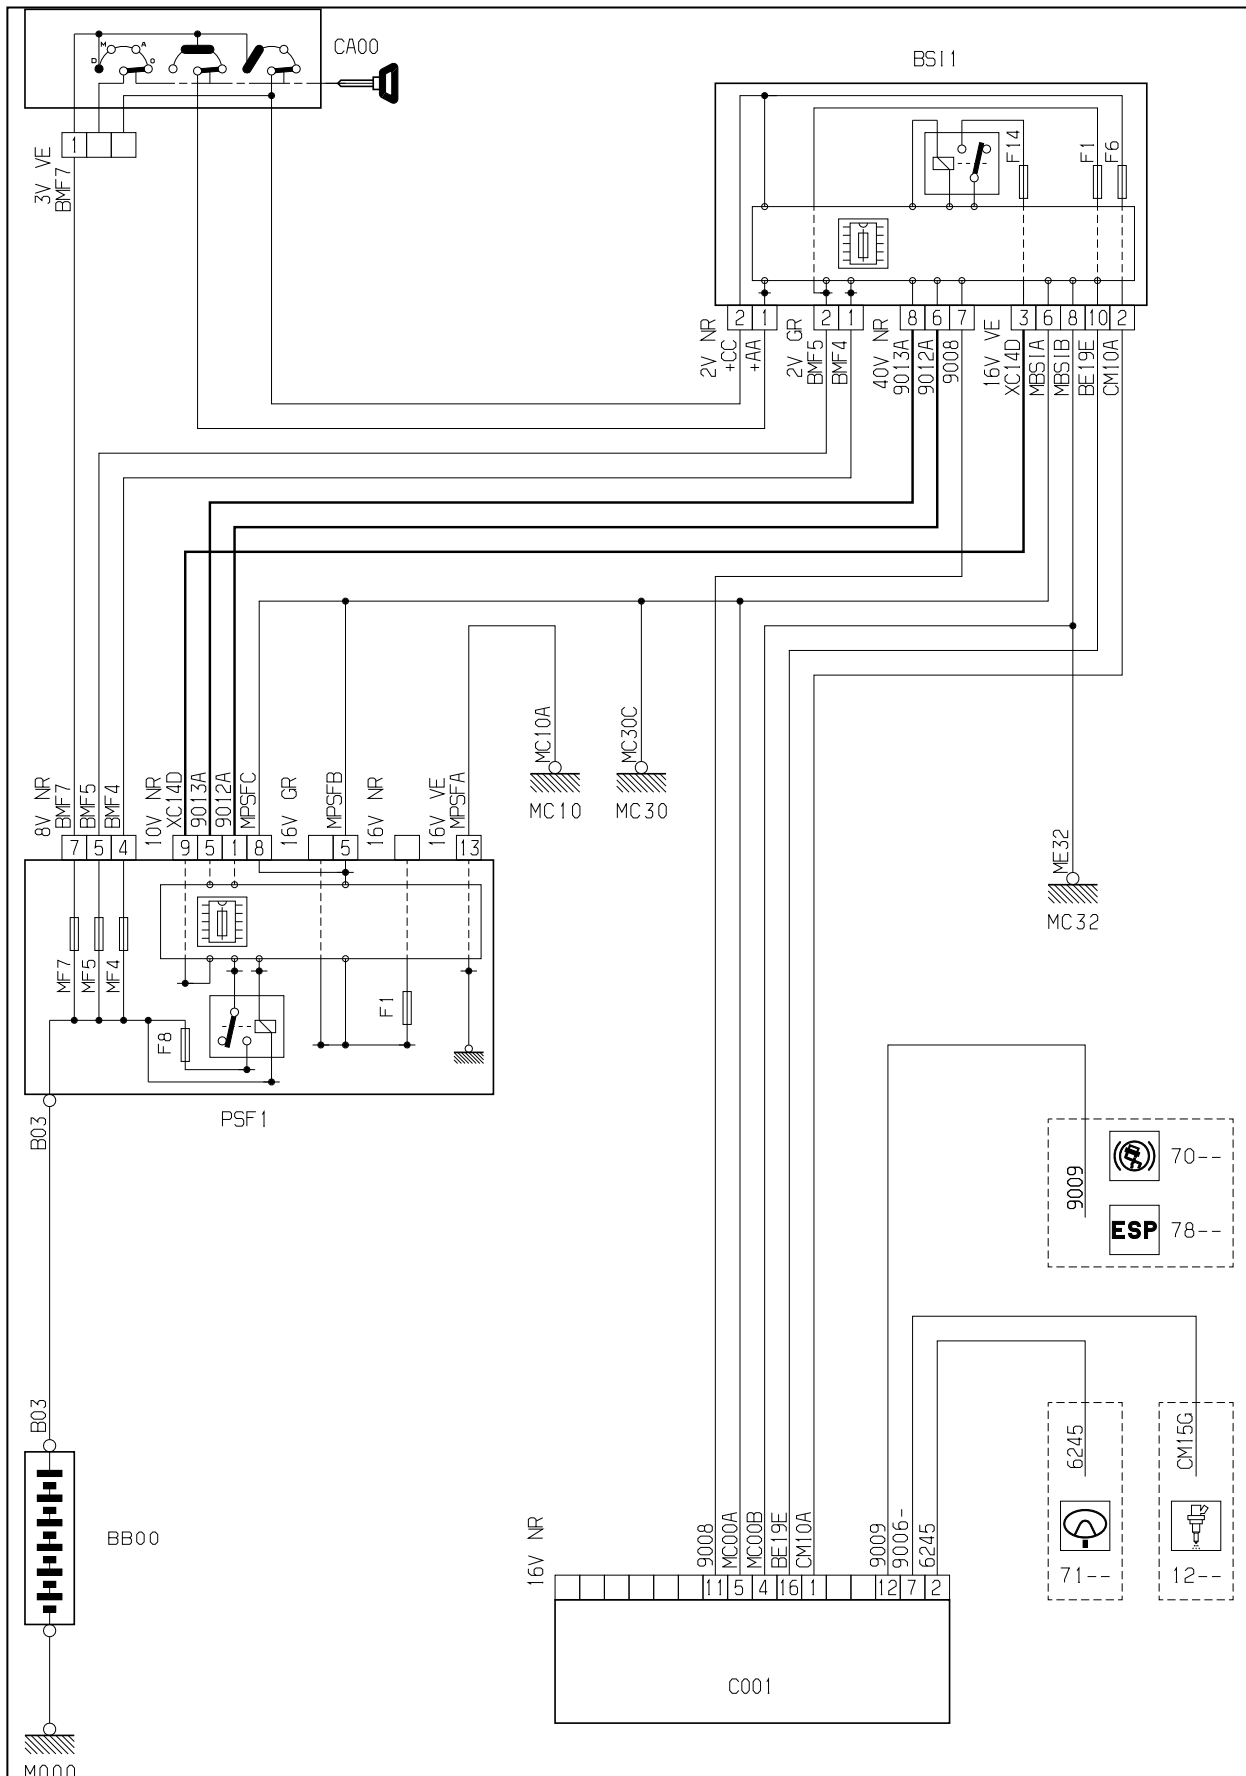 CA00
M A
D O
3V VE
BMF7
1
BSI1
F14
F1
F6
2 1 2 1 8 6 7 3 6 8 10 2
2V NR
+CC
+AA
2V GR
BMF5
BMF4
40V NR
9013A
9012A
9008
16V VE
XC14D
MBSIA
MBSIB
BE19E
CM10A
MC10A
MC10
MC30C
MC30
ME32
MC32
8V NR
BMF7
BMF5
BMF4
10V NR
XC14D
9013A
9012A
MPSFC
16V GR
MPSFB
16V NR
16V VE
MPSFA
7 5 4 9 5 1 8 5 13
MF7
MF5
MF4
F8
F1
PSF1
B03
B03
BB00
M000
9009
70--
ESP
78--
6245
71--
CM15G
12--
16V NR
9008
MC00A
MC00B
BE19E
CM10A
9009
9006-
6245
11 5 4 16 1 12 7 2
C001